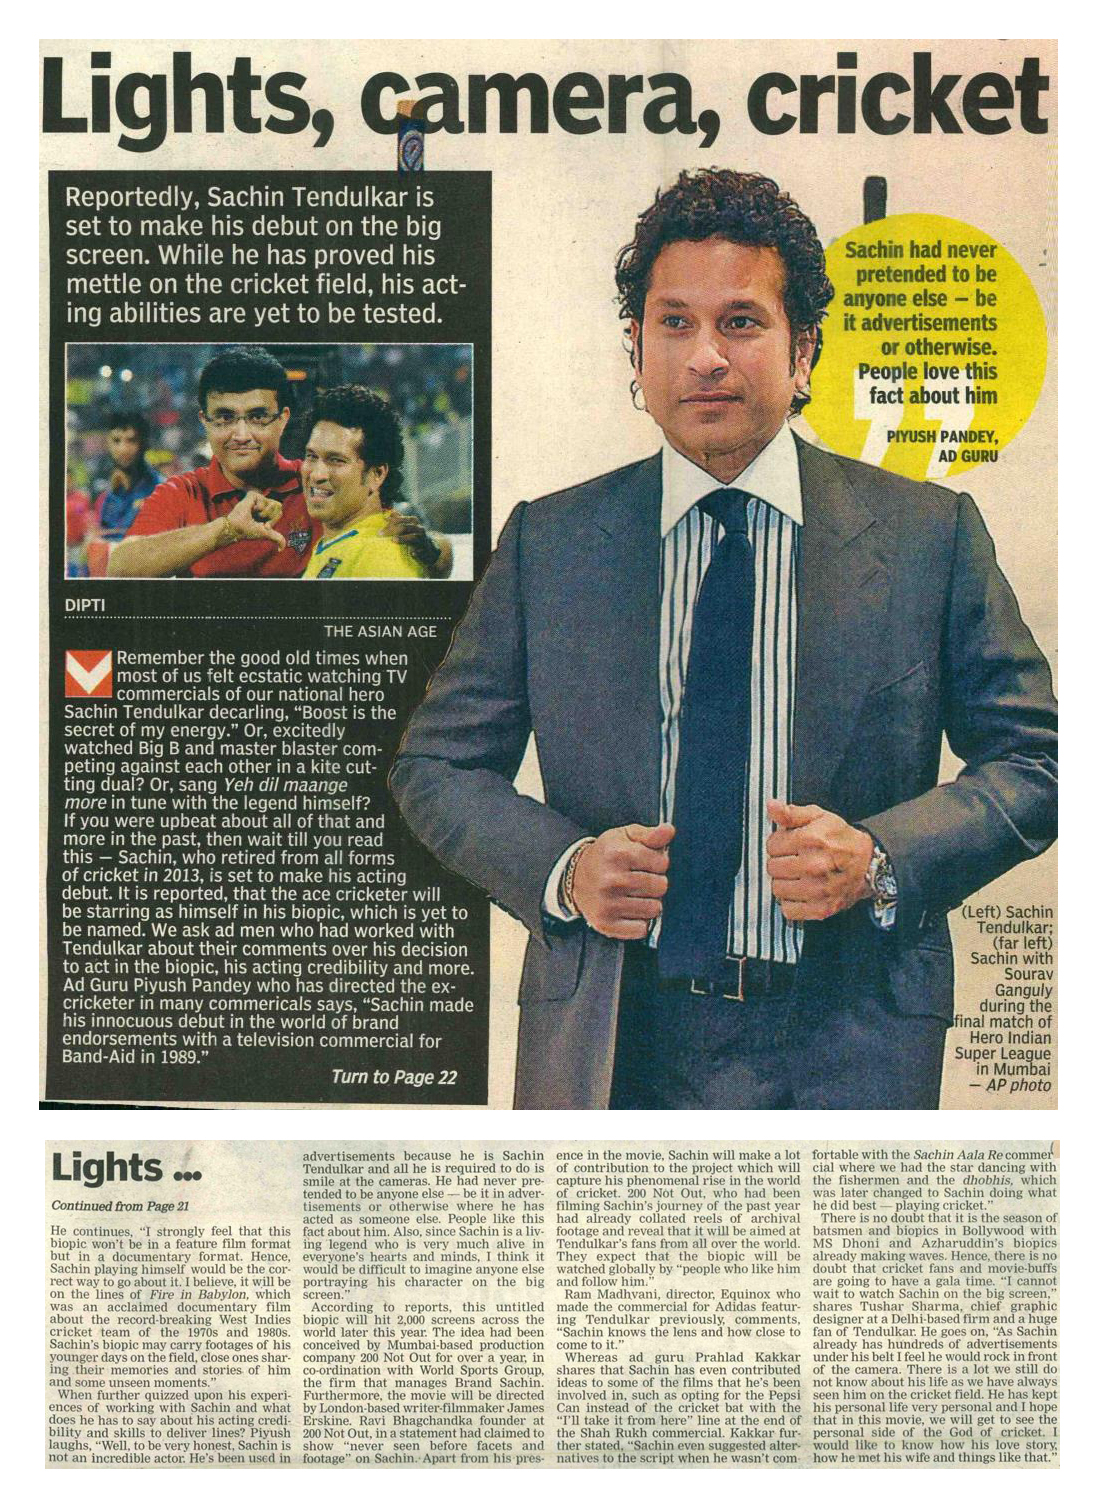 Lights, camera, cricket
Reportedly, Sachin Tendulkar is
set to make his debut on the big
screen. While he has proved his
mettle on the cricket field, his act-
ing abilities are yet to be tested.
Sachin had never
pretended to be
anyone else — be
it advertisements
or otherwise.
People love this
fact about him
PIYUSH PANDEY,
AD GURU
DIPTI
THE ASIAN AGE
Remember the good old times when
most of us felt ecstatic watching TV
commercials of our national hero
Sachin Tendulkar decarling, “Boost is the
secret of my energy.” Or, excitedly
watched Big B and master blaster com-
peting against each other in a kite cut-
ting dual? Or, sang Yeh dil maange
more in tune with the legend himself?
If you were upbeat about all of that and
more in the past, then wait till you read
this — Sachin, who retired from all forms
of cricket in 2013, is set to make his acting
debut. It is reported, that the ace cricketer will
be starring as himself in his biopic, which is yet to
be named. We ask ad men who had worked with
Tendulkar about their comments over his decision
to act in the biopic, his acting credibility and more.
Ad Guru Piyush Pandey who has directed the ex-
cricketer in many commericals says, “Sachin made
his innocuous debut in the world of brand
endorsements with a television commercial for
Band-Aid in 1989.”
Turn to Page 22
(Left) Sachin
Tendulkar;
(far left)
Sachin with
Sourav
Ganguly
during the
final match of
Hero Indian
Super League
in Mumbai
— AP photo
Lights ...
Continued from Page 21
He continues, “I strongly feel that this
biopic won’t be in a feature film format
but in a documentary format. Hence,
Sachin playing himself would be the cor-
rect way to go about it. I believe, it will be
on the lines of Fire in Babylon, which
was an acclaimed documentary film
about the record-breaking West Indies
cricket team of the 1970s and 1980s.
Sachin’s biopic may carry footages of his
younger days on the field, close ones shar-
ing their memories and stories of him
and some unseen moments.”
When further quizzed upon his experi-
ences of working with Sachin and what
does he has to say about his acting credi-
bility and skills to deliver lines? Piyush
laughs, “Well, to be very honest, Sachin is
not an incredible actor. He’s been used in
advertisements because he is Sachin
Tendulkar and all he is required to do is
smile at the cameras. He had never pre-
tended to be anyone else — be it in adver-
tisements or otherwise where he has
acted as someone else. People like this
fact about him. Also, since Sachin is a liv-
ing legend who is very much alive in
everyone’s hearts and minds, I think it
would be difficult to imagine anyone else
portraying his character on the big
screen.”
According to reports, this untitled
biopic will hit 2,000 screens across the
world later this year. The idea had been
conceived by Mumbai-based production
company 200 Not Out for over a year, in
co-ordination with World Sports Group,
the firm that manages Brand Sachin.
Furthermore, the movie will be directed
by London-based writer-filmmaker James
Erskine. Ravi Bhagchandka founder at
200 Not Out, in a statement had claimed to
show “never seen before facets and
footage” on Sachin. Apart from his pres-
ence in the movie, Sachin will make a lot
of contribution to the project which will
capture his phenomenal rise in the world
of cricket. 200 Not Out, who had been
filming Sachin’s journey of the past year
had already collated reels of archival
footage and reveal that it will be aimed at
Tendulkar’s fans from all over the world.
They expect that the biopic will be
watched globally by “people who like him
and follow him.”
Ram Madhvani, director, Equinox who
made the commercial for Adidas featur-
ing Tendulkar previously, comments,
“Sachin knows the lens and how close to
come to it.”
Whereas ad guru Prahlad Kakkar
shares that Sachin has even contributed
ideas to some of the films that he’s been
involved in, such as opting for the Pepsi
Can instead of the cricket bat with the
“I’ll take it from here” line at the end of
the Shah Rukh commercial. Kakkar fur-
ther stated, “Sachin even suggested alter-
natives to the script when he wasn’t com-
fortable with the Sachin Aala Re commer
cial where we had the star dancing with
the fishermen and the dhobhis, which
was later changed to Sachin doing what
he did best — playing cricket.”
There is no doubt that it is the season of
batsmen and biopics in Bollywood with
MS Dhoni and Azharuddin’s biopics
already making waves. Hence, there is no
doubt that cricket fans and movie-buffs
are going to have a gala time. “I cannot
wait to watch Sachin on the big screen,”
shares Tushar Sharma, chief graphic
designer at a Delhi-based firm and a huge
fan of Tendulkar. He goes on, “As Sachin
already has hundreds of advertisements
under his belt I feel he would rock in front
of the camera. There is a lot we still do
not know about his life as we have always
seen him on the cricket field. He has kept
his personal life very personal and I hope
that in this movie, we will get to see the
personal side of the God of cricket. I
would like to know how his love story,
how he met his wife and things like that.”